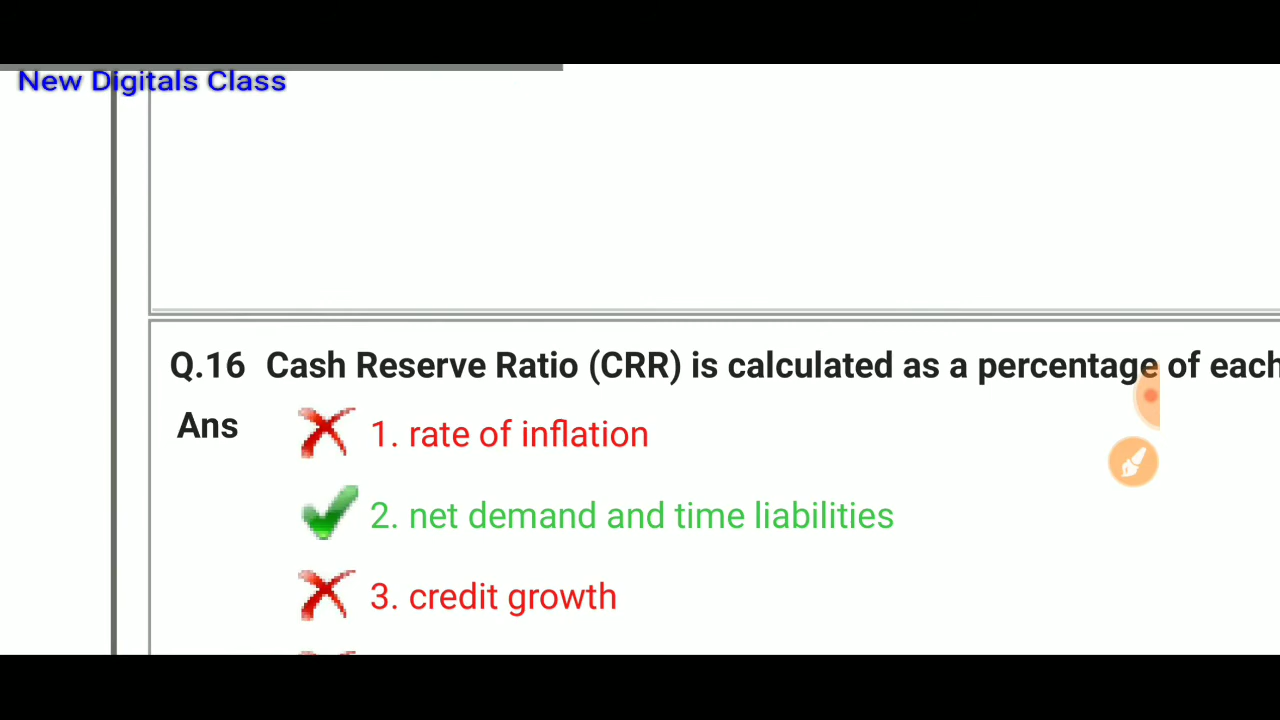 New Digitals Class
Q.16 Cash Reserve Ratio (CRR) is calculated as a percentage of each
Ans
1. rate of inflation
2. net demand and time liabilities
3. credit growth